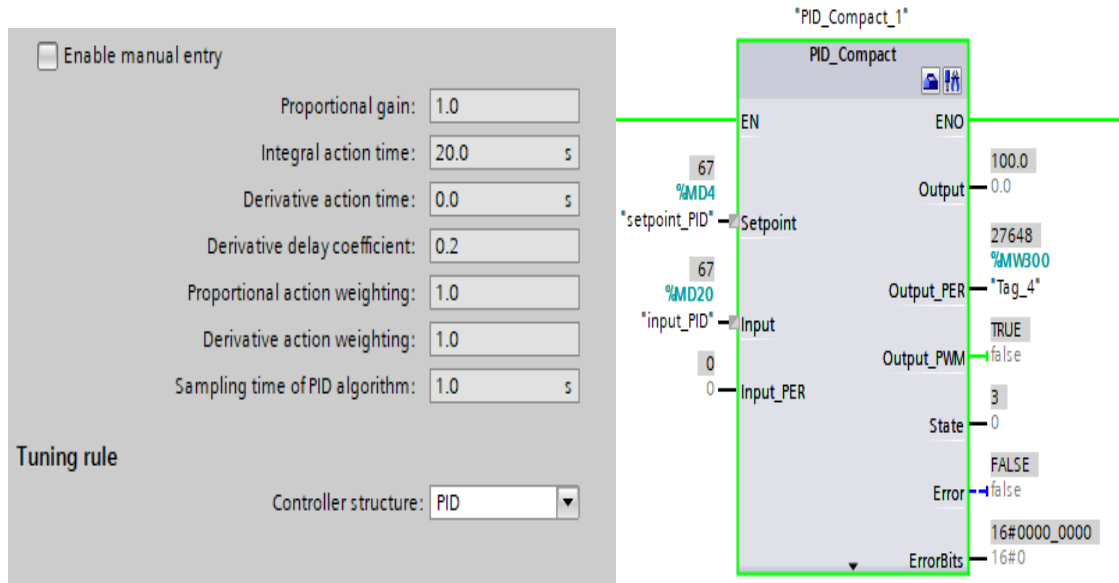 Enable manual entry
Proportional gain: 1.0
Integral action time: 20.0 s
Derivative action time: 0.0 s
Derivative delay coefficient: 0.2
Proportional action weighting: 1.0
Derivative action weighting: 1.0
Sampling time of PID algorithm: 1.0 s
Tuning rule
Controller structure: PID
"PID_Compact_1"
PID_Compact
EN ENO
67
%MD4
"setpoint_PID" Setpoint
67
%MD20
"input_PID" Input
0
0 Input_PER
100.0
Output 0.0
27648
%MW300
Output_PER "Tag_4"
TRUE
Output_PWM false
3
State 0
FALSE
Error false
16#0000_0000
ErrorBits 16#0